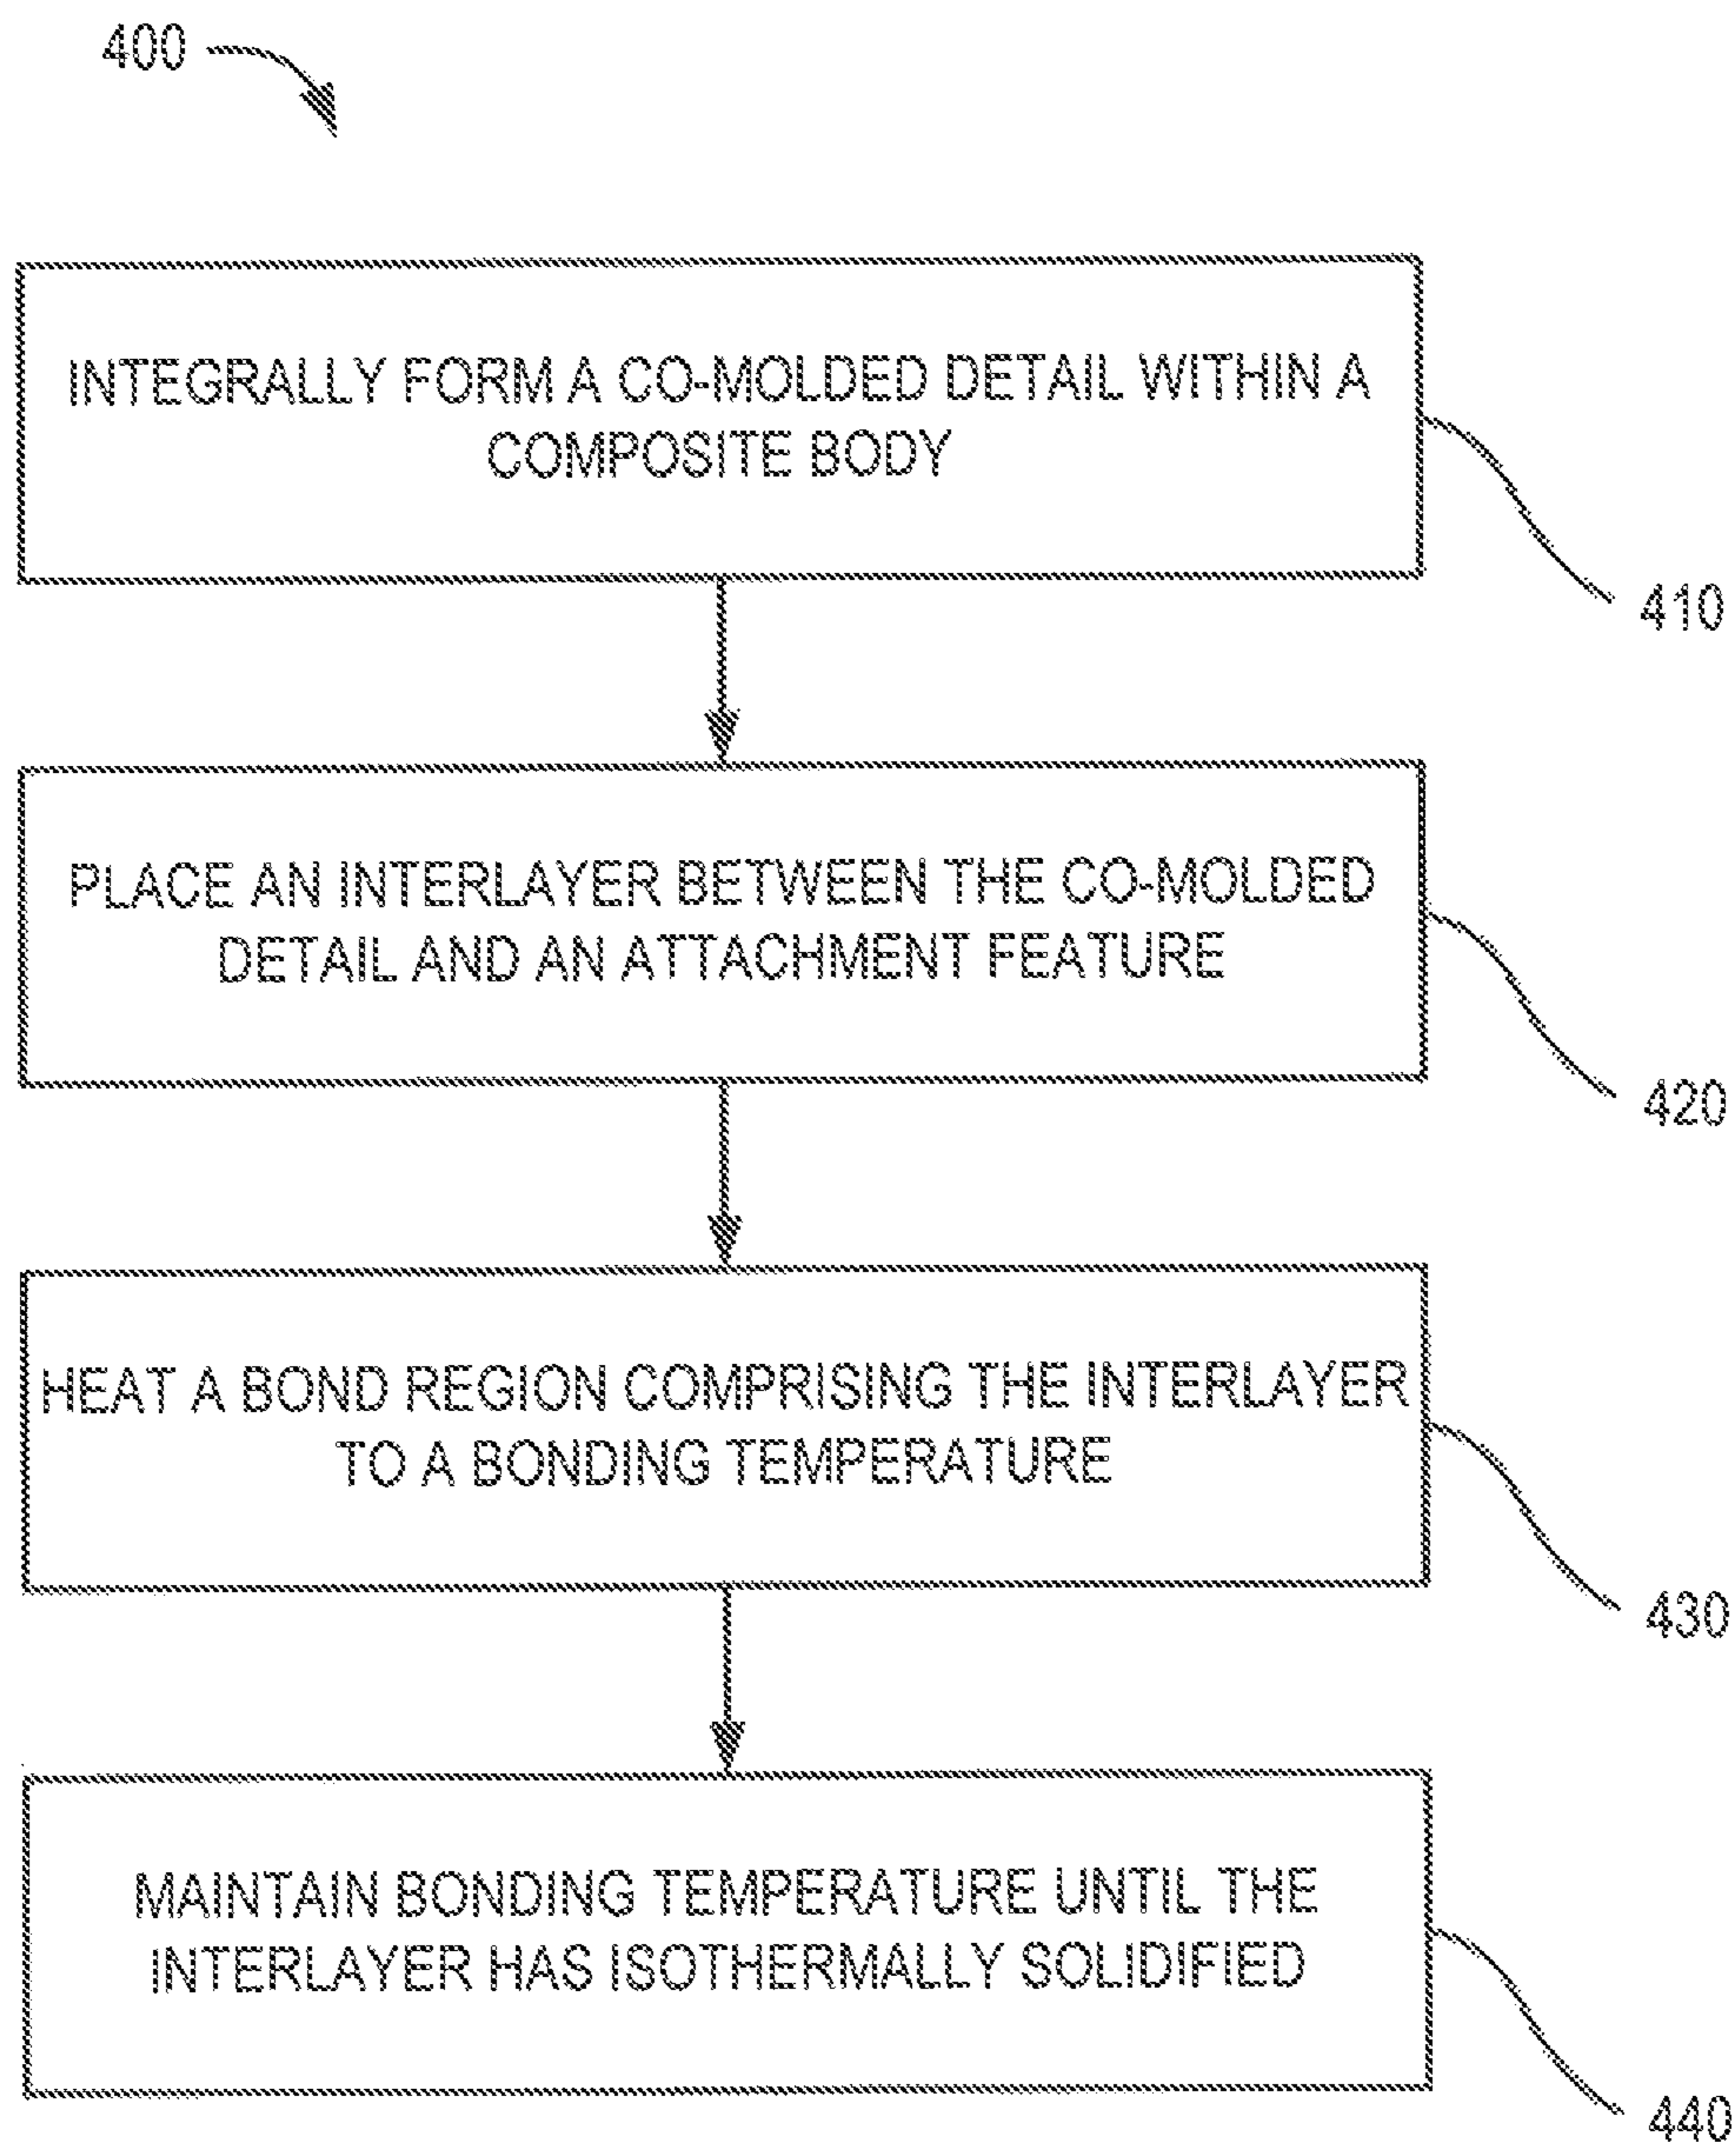 400
INTEGRALLY FORM A CO-MOLDED DETAIL WITHIN A
COMPOSITE BODY
410
PLACE AN INTERLAYER BETWEEN THE CO-MOLDED
DETAIL AND AN ATTACHMENT FEATURE
420
HEAT A BOND REGION COMPRISING THE INTERLAYER
TO A BONDING TEMPERATURE
430
MAINTAIN BONDING TEMPERATURE UNTIL THE
INTERLAYER HAS ISOTHERMALLY SOLIDIFIED
440